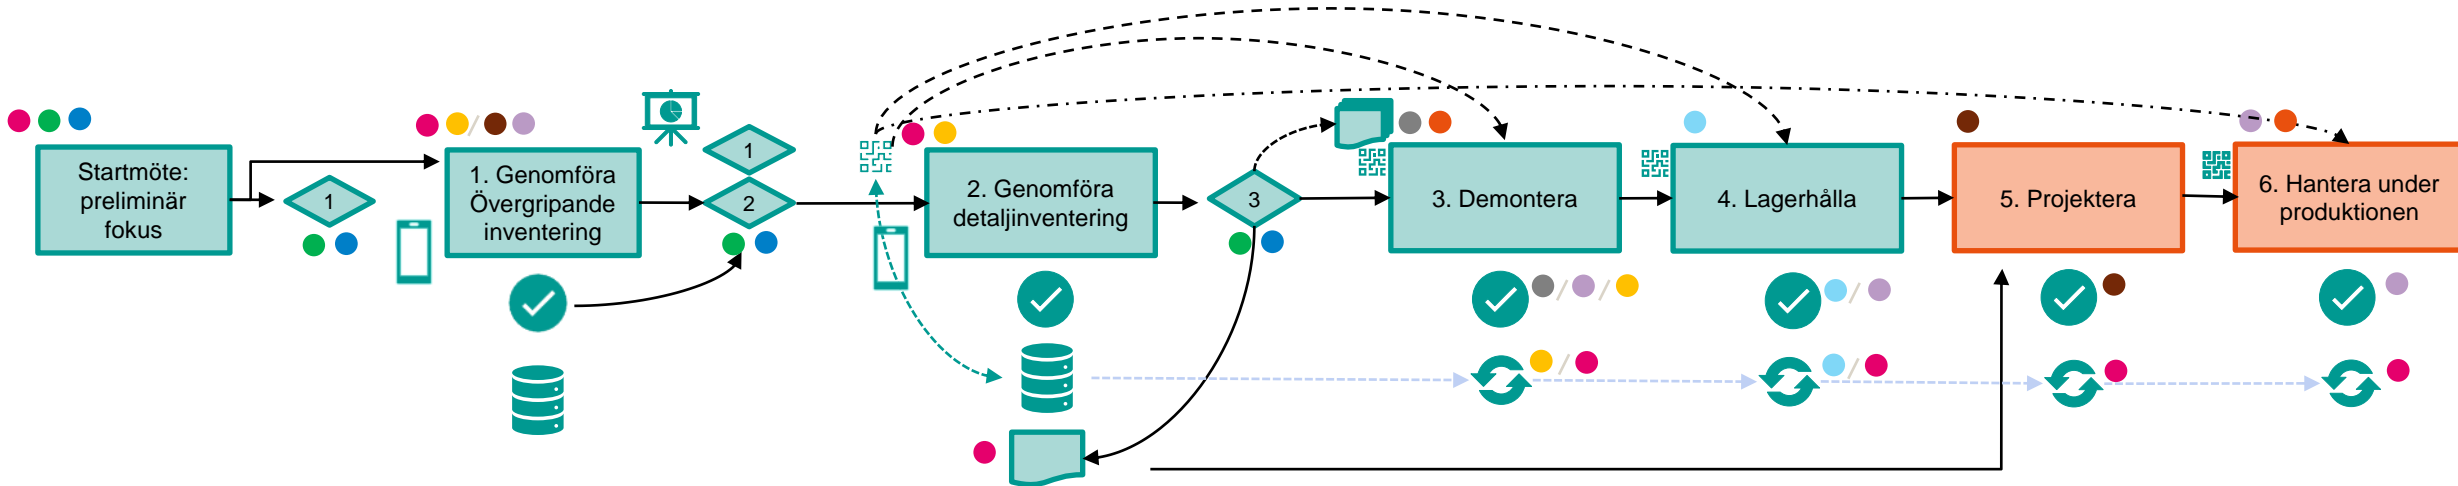 Startmöte:
preliminär
fokus
1
1. Genomföra
Övergripande
inventering
1
2
2. Genomföra
detaljinventering
3
3. Demontera
4. Lagerhålla
5. Projektera
6. Hantera under
produktionen
/
/
/
/
/
/